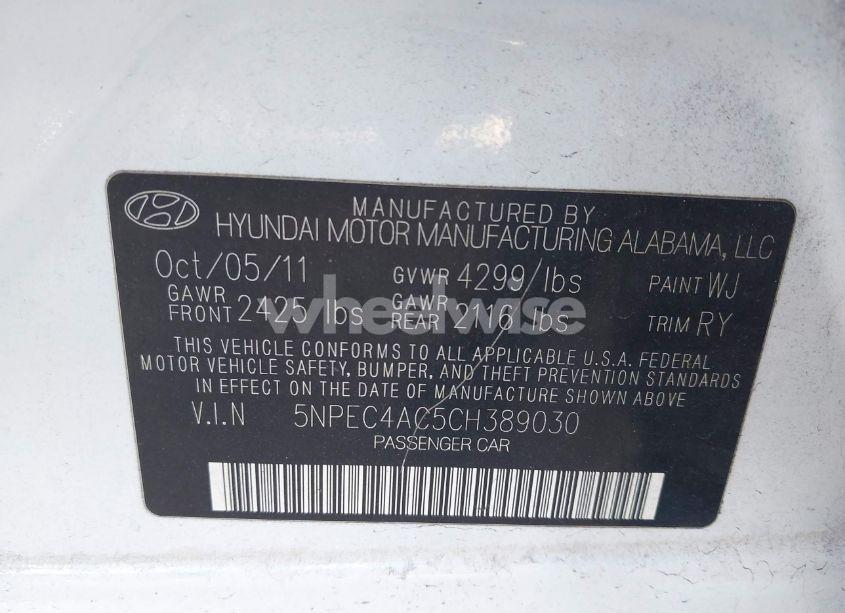 MANUFACTURED BY
HYUNDAI MOTOR MANUFACTURING ALABAMA, LLC
Oct/05/11 GVWR 4299 lbs PAINT WJ
GAWR FRONT 2425 lbs GAWR REAR 2116 lbs TRIM RY
wheelwise
THIS VEHICLE CONFORMS TO ALL APPLICABLE U.S.A. FEDERAL
MOTOR VEHICLE SAFETY, BUMPER, AND THEFT PREVENTION STANDARDS
IN EFFECT ON THE DATE OF MANUFACTURE SHOWN ABOVE
V.I.N 5NPEC4AC5CH389030
PASSENGER CAR